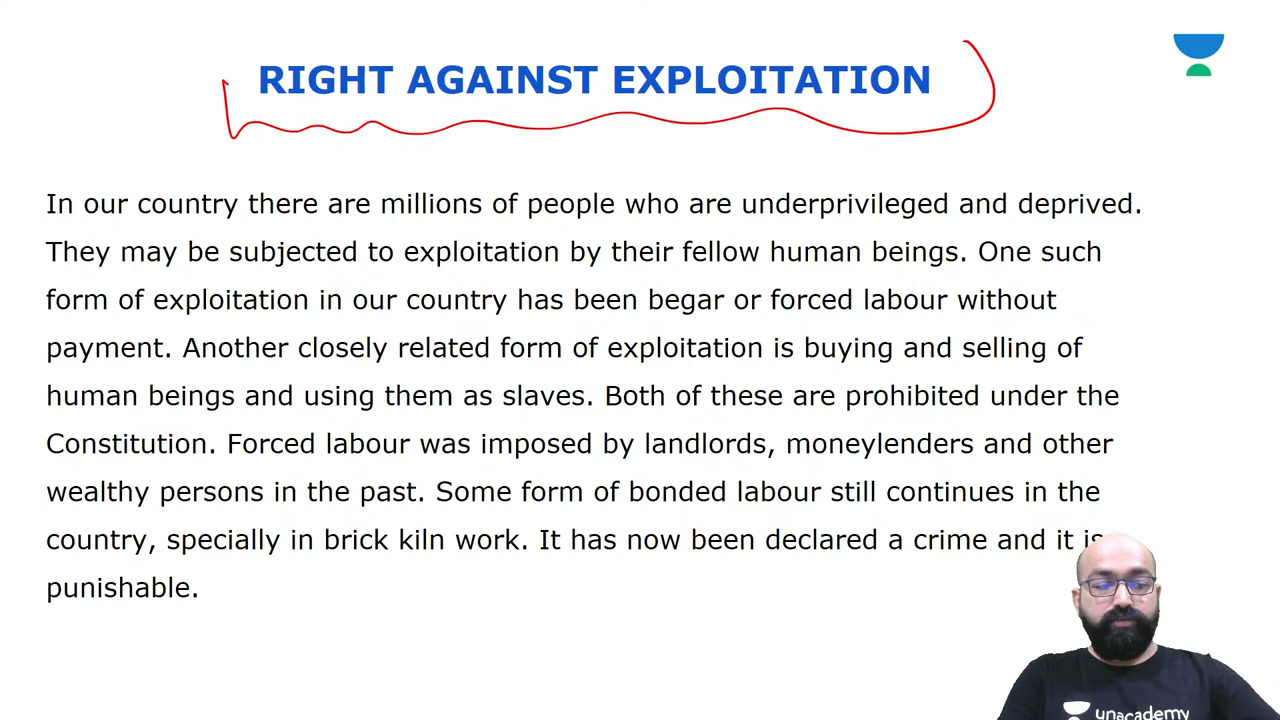 RIGHT AGAINST EXPLOITATION
In our country there are millions of people who are underprivileged and deprived.
They may be subjected to exploitation by their fellow human beings. One such
form of exploitation in our country has been begar or forced labour without
payment. Another closely related form of exploitation is buying and selling of
human beings and using them as slaves. Both of these are prohibited under the
Constitution. Forced labour was imposed by landlords, moneylenders and other
wealthy persons in the past. Some form of bonded labour still continues in the
country, specially in brick kiln work. It has now been declared a crime and it is
punishable.
unacademy